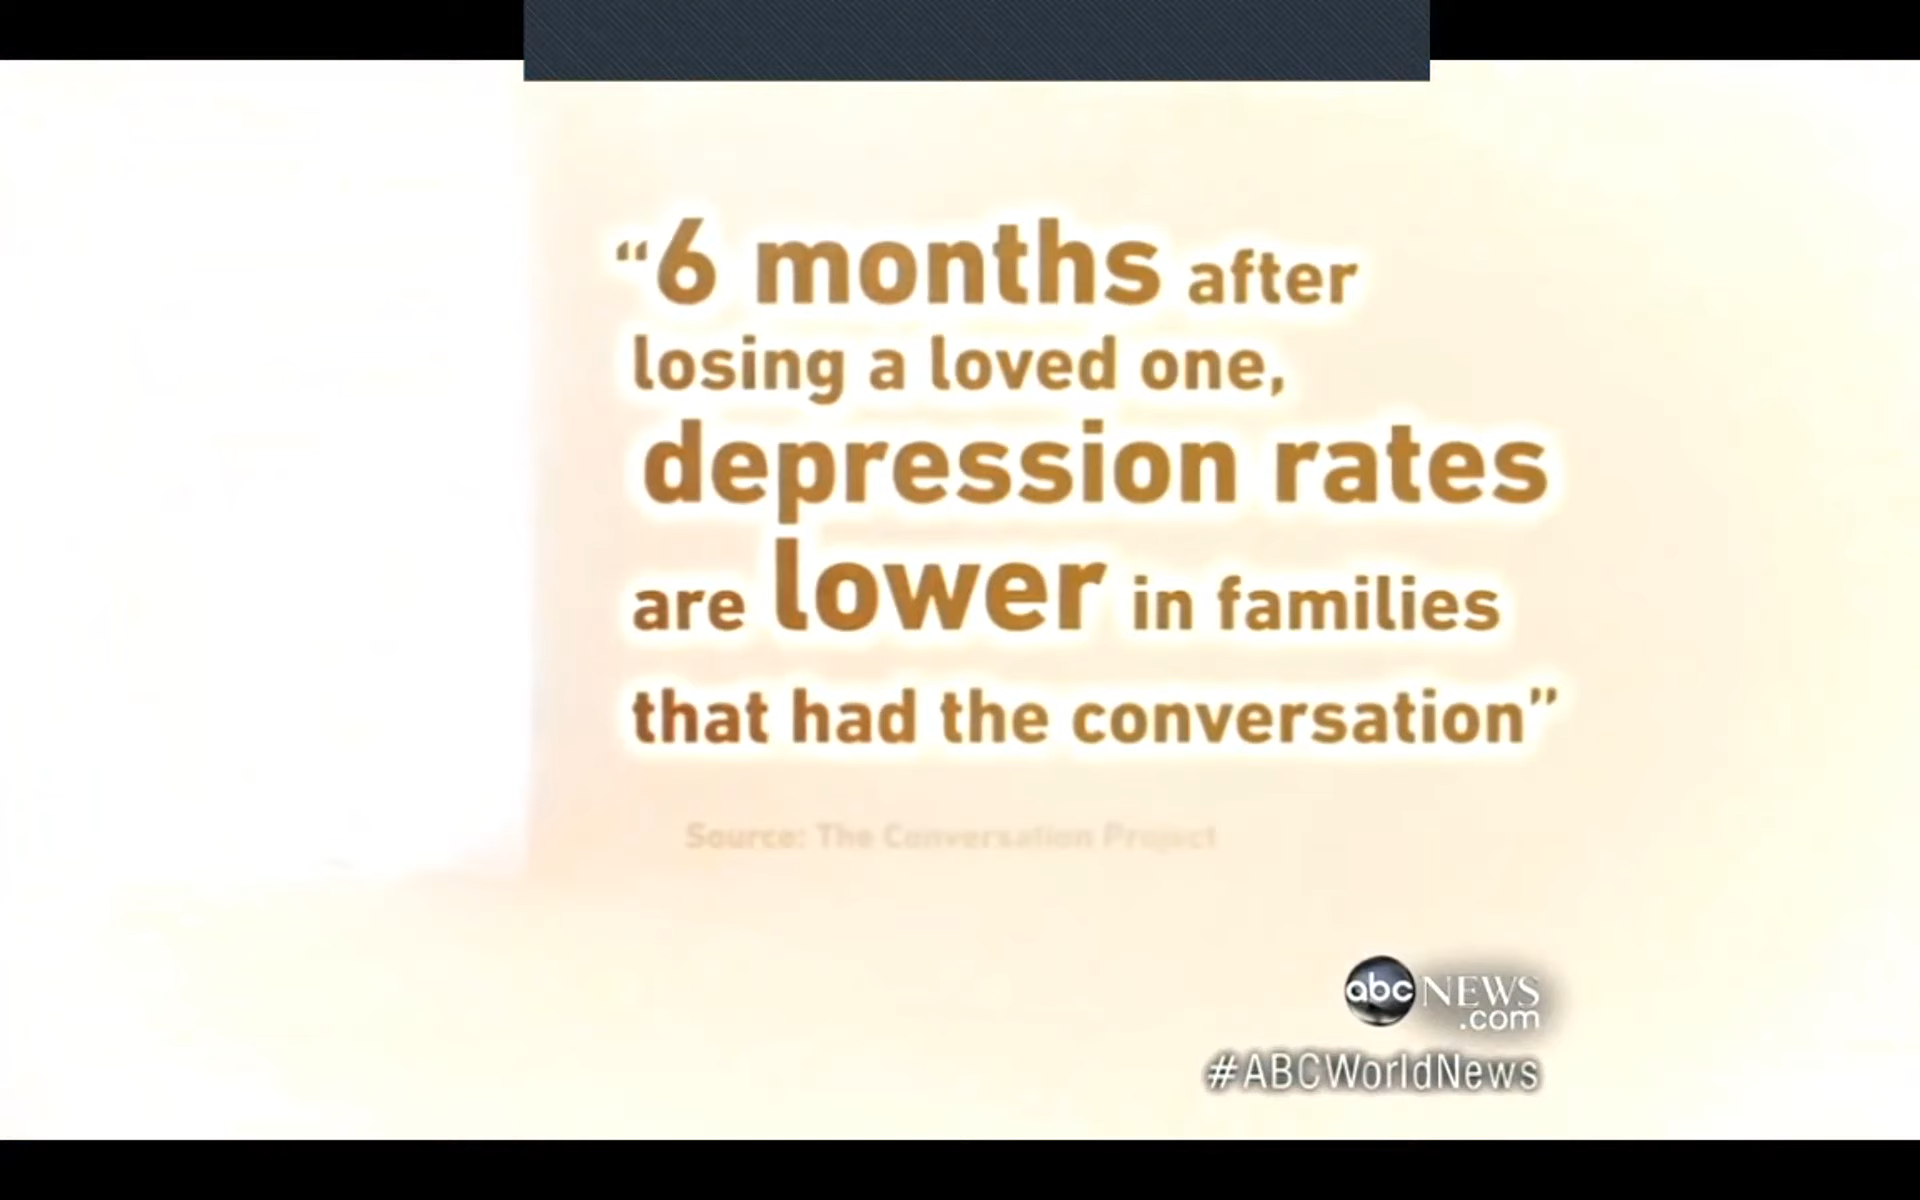 “6 months after
losing a loved one,
depression rates
are lower in families
that had the conversation”
Source: The Conversation Project
abc NEWS
.com
#ABCWorldNews